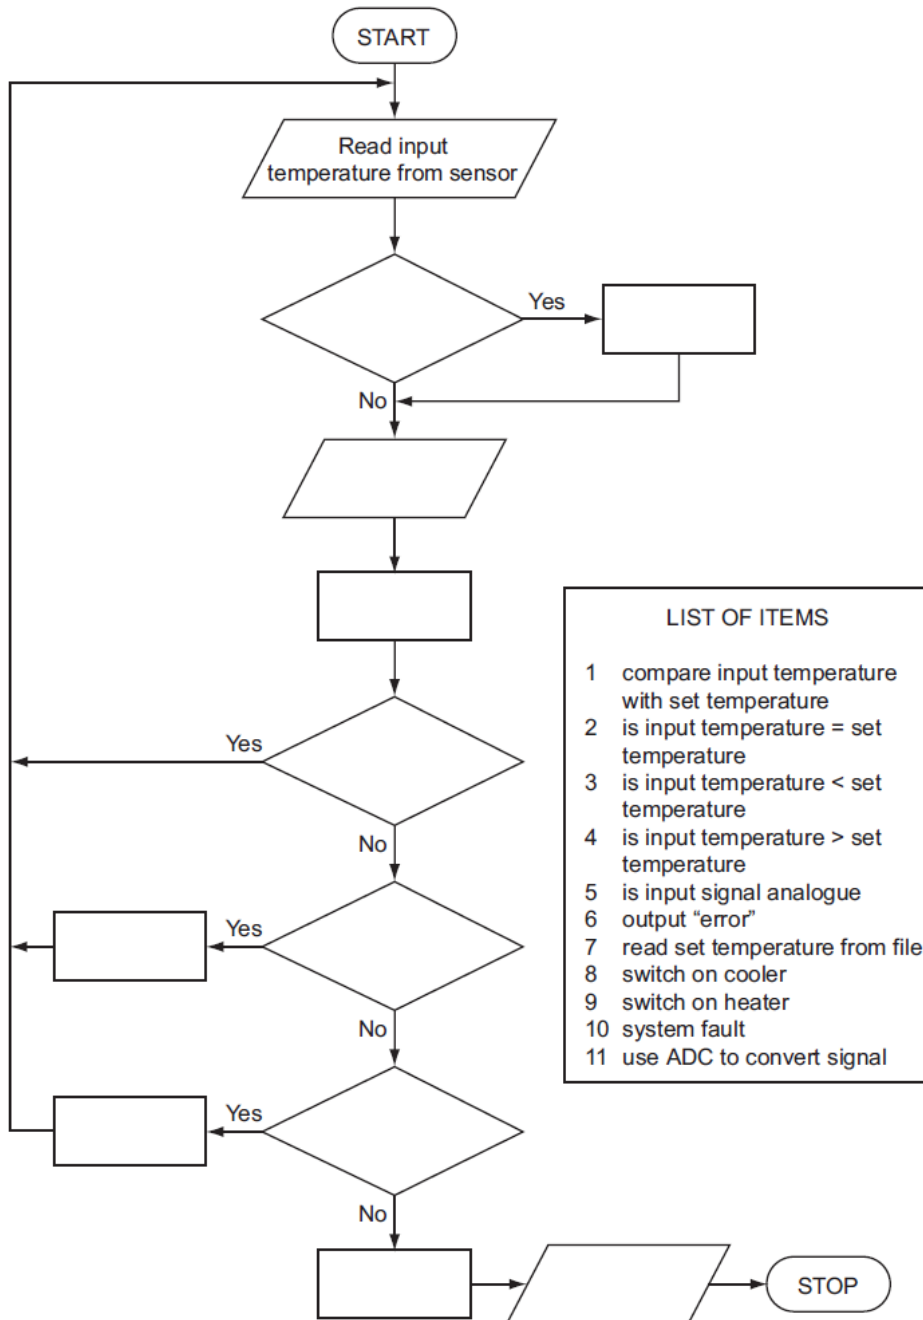 START
Read input
temperature from sensor
Yes
No
Yes
No
Yes
No
Yes
No
STOP
LIST OF ITEMS
1 compare input temperature
with set temperature
2 is input temperature = set
temperature
3 is input temperature < set
temperature
4 is input temperature > set
temperature
5 is input signal analogue
6 output “error”
7 read set temperature from file
8 switch on cooler
9 switch on heater
10 system fault
11 use ADC to convert signal